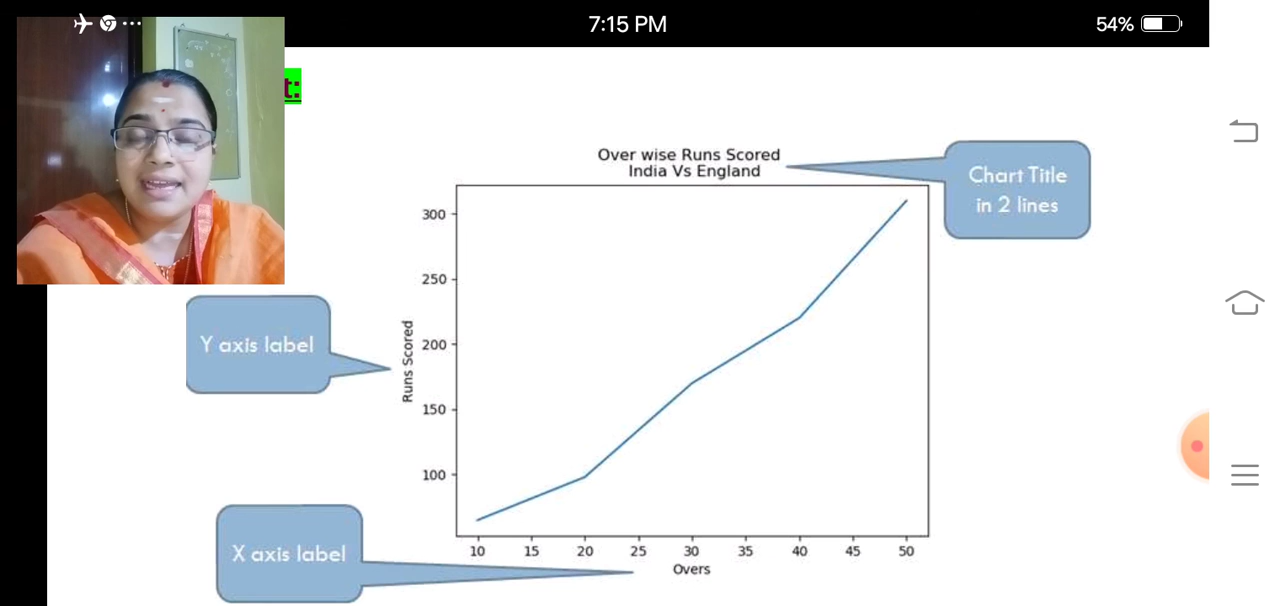 7:15 PM
54%
t:
Over wise Runs Scored
India Vs England
Chart Title
in 2 lines
300
250
200
150
100
Y axis label
Runs Scored
X axis label
10 15 20 25 30 35 40 45 50
Overs